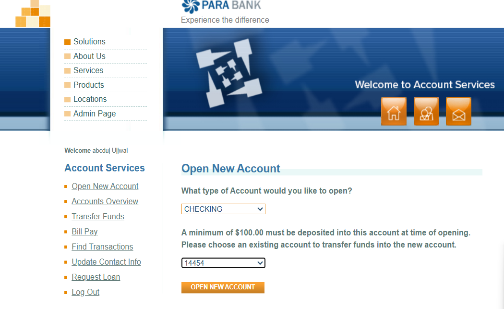 PARA BANK
Experience the difference
Solutions
About Us
Services
Products
Locations
Admin Page
Welcome to Account Services
Welcome abcduj Ujjwal
Account Services
Open New Account
Accounts Overview
Transfer Funds
Bill Pay
Find Transactions
Update Contact Info
Request Loan
Log Out
Open New Account
What type of Account would you like to open?
CHECKING
A minimum of $100.00 must be deposited into this account at time of opening.
Please choose an existing account to transfer funds into the new account.
14454
OPEN NEW ACCOUNT